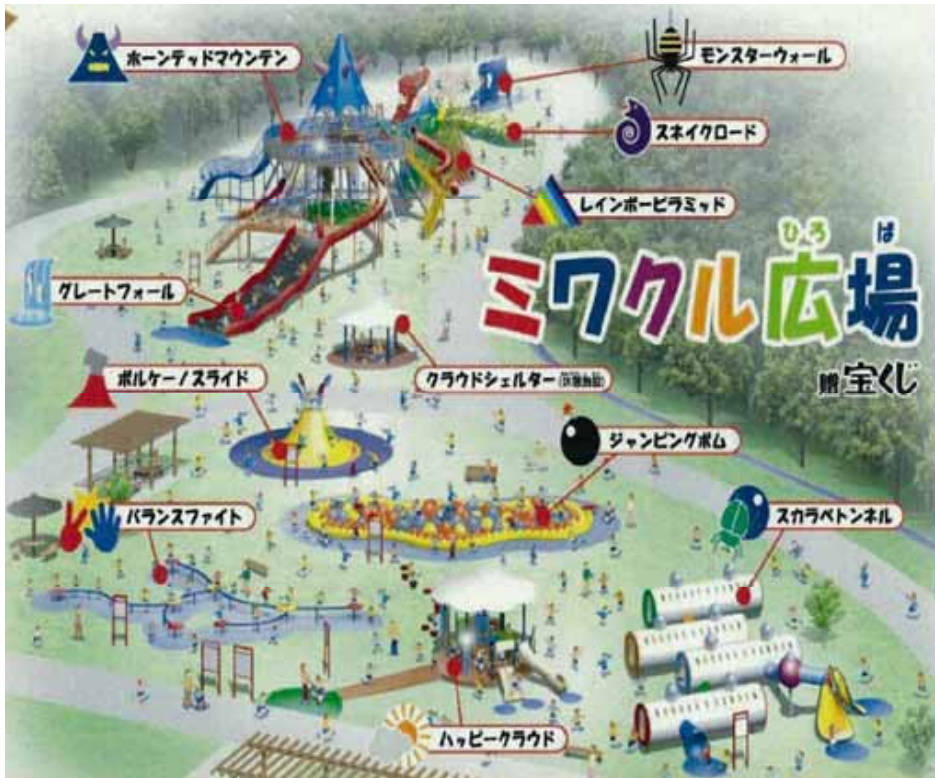 ホーンテッドマウンテン
モンスターウォール
スネイクロード
レインボーピラミッド
ひろ ば
ミワクル広場
グレートフォール
贈 宝くじ
ボルケーノスライド
クラウドシェルター(休憩施設)
ジャンピングボム
バランスファイト
スカラベトンネル
ハッピークラウド